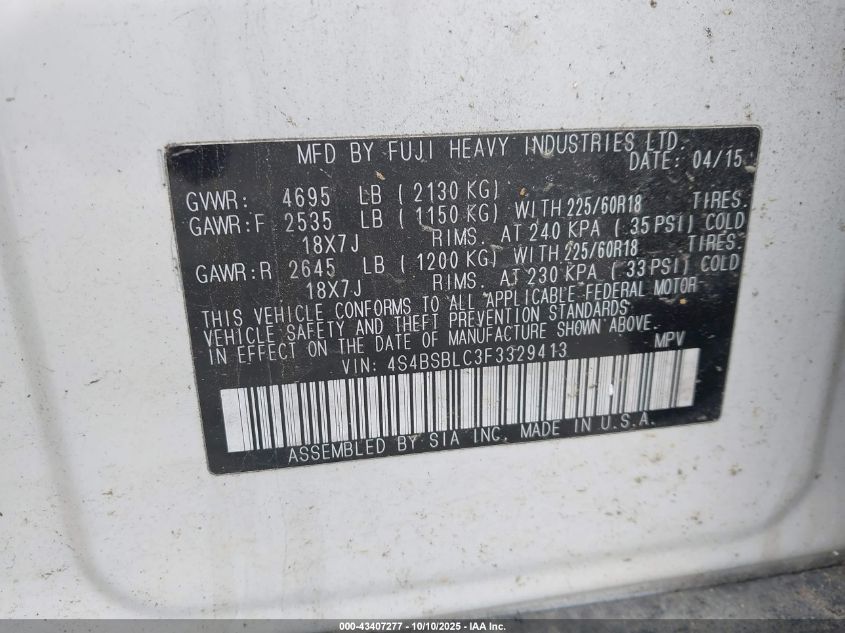 MFD BY FUJI HEAVY INDUSTRIES LTD.
DATE: 04/15
GVWR: 4695 LB ( 2130 KG)
GAWR:F 2535 LB ( 1150 KG) WITH 225/60R18 TIRES.
18X7J RIMS. AT 240 KPA ( 35 PSI) COLD
GAWR:R 2645 LB ( 1200 KG) WITH 225/60R18 TIRES.
18X7J RIMS. AT 230 KPA ( 33 PSI) COLD
THIS VEHICLE CONFORMS TO ALL APPLICABLE FEDERAL MOTOR
VEHICLE SAFETY AND THEFT PREVENTION STANDARDS
IN EFFECT ON THE DATE OF MANUFACTURE SHOWN ABOVE.
VIN: 4S4BSBLC3F3329413 MPV
ASSEMBLED BY SIA INC. MADE IN U.S.A.
000-43407277 - 10/10/2025 - IAA Inc.